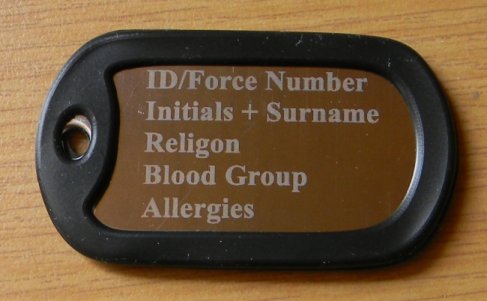 ID/Force Number
Initials + Surname
Religon
Blood Group
Allergies